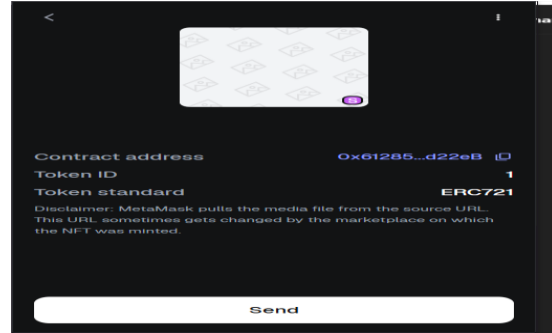 Contract address 0x61285...d22eB
Token ID 1
Token standard ERC721
Disclaimer: MetaMask pulls the media file from the source URL.
This URL sometimes gets changed by the marketplace on which
the NFT was minted.
Send